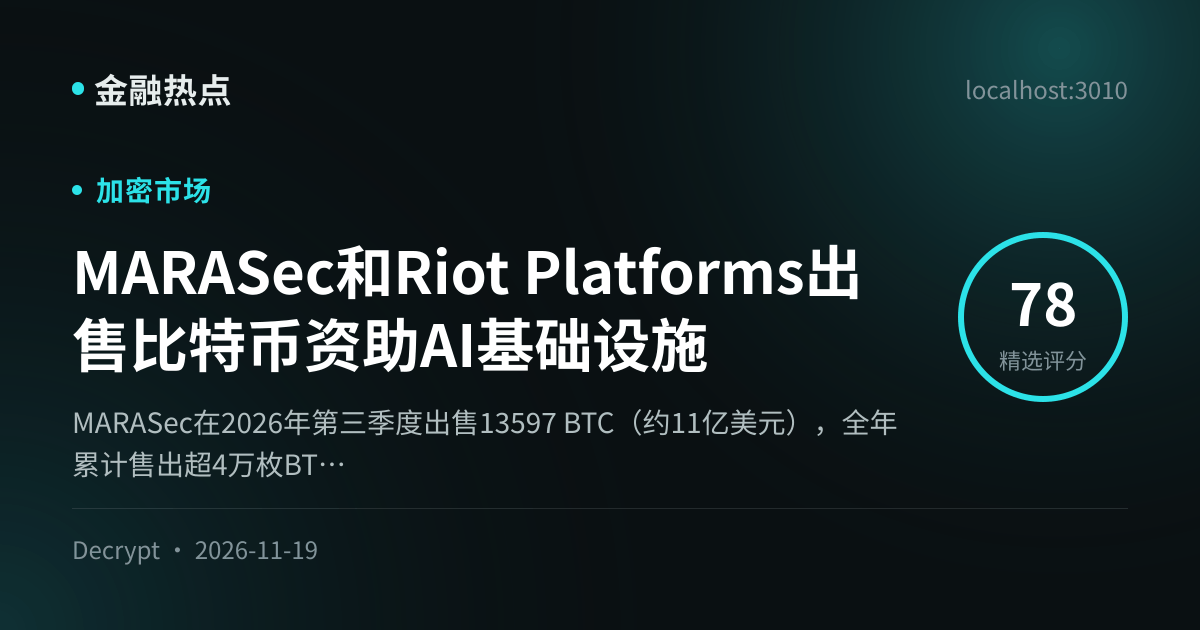 金融热点
localhost:3010
加密市场
MARASec和Riot Platforms出
售比特币资助AI基础设施
78
精选评分
MARASec在2026年第三季度出售13597 BTC（约11亿美元），全年
累计售出超4万枚BT…
Decrypt · 2026-11-19